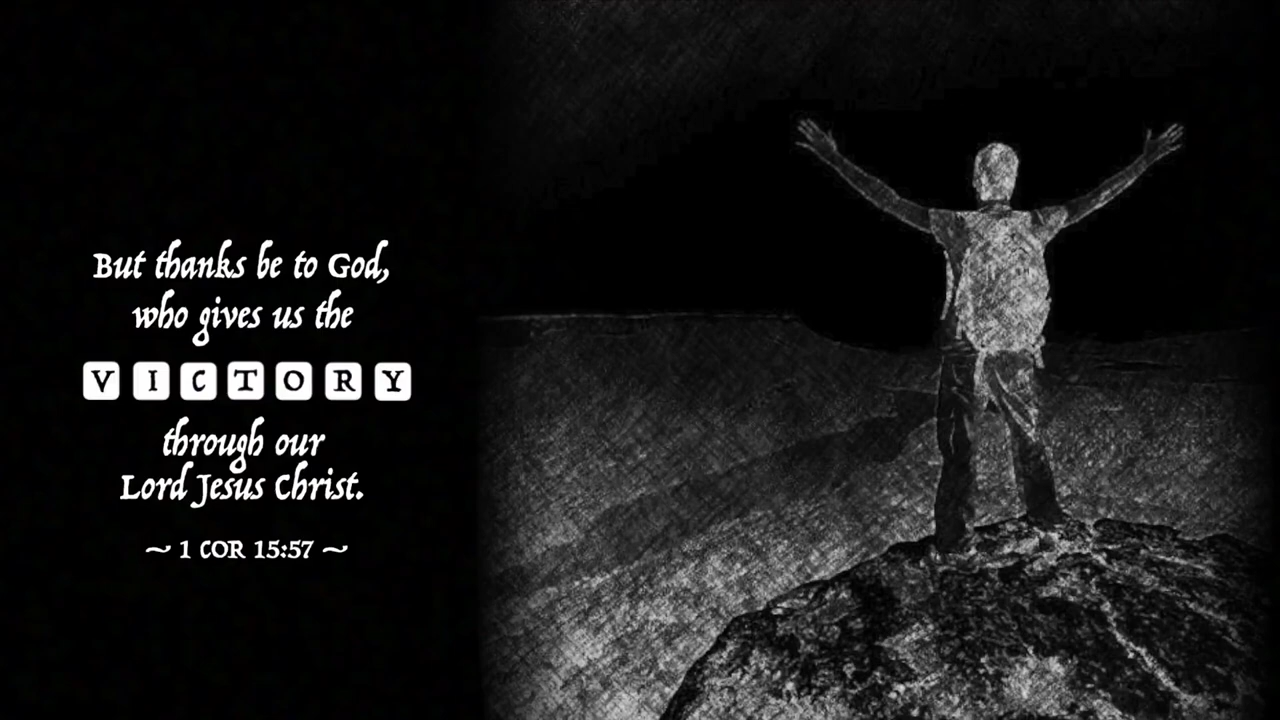 But thanks be to God,
who gives us the
VICTORY
through our
Lord Jesus Christ.
~ 1 COR 15:57 ~